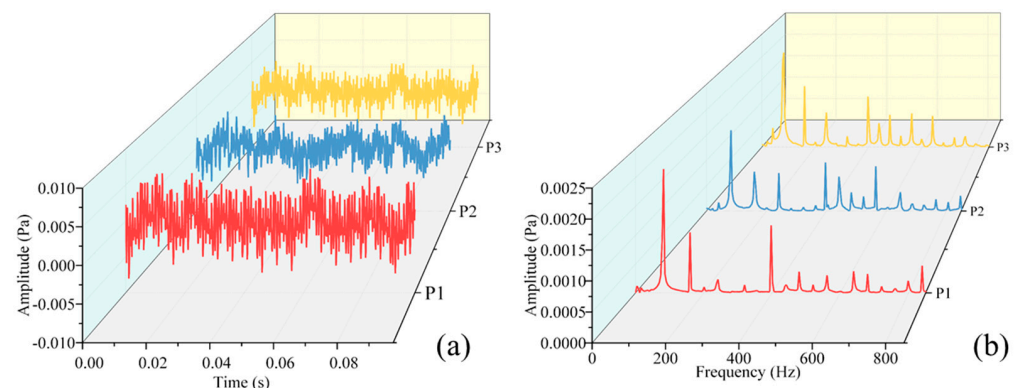 0.010
0.005
0.000
-0.005
-0.010
Amplitude (Pa)
0.00
0.02
0.04
0.06
0.08
Time (s)
P1
P2
P3
(a)
0.0025
0.0020
0.0015
0.0010
0.0005
0.0000
Amplitude (Pa)
0
200
400
600
800
Frequency (Hz)
P1
P2
P3
(b)